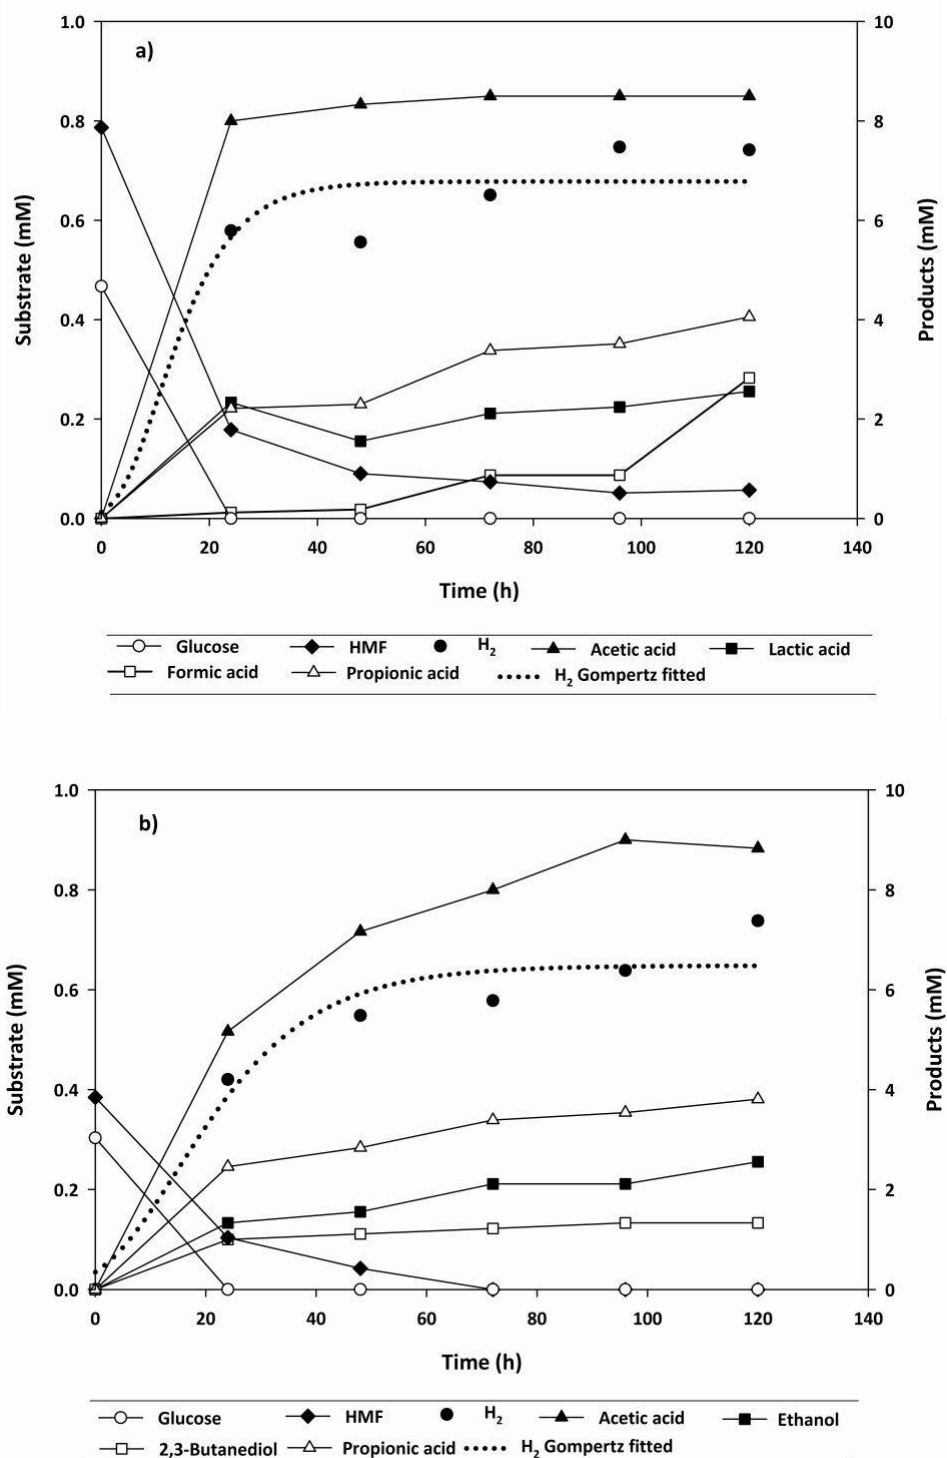 a)
1.0
0.8
0.6
0.4
0.2
0.0
Substrate (mM)
10
8
6
4
2
0
Products (mM)
0 20 40 60 80 100 120 140
Time (h)
Glucose HMF H2 Acetic acid Lactic acid
Formic acid Propionic acid H2 Gompertz fitted
b)
1.0
0.8
0.6
0.4
0.2
0.0
Substrate (mM)
10
8
6
4
2
0
Products (mM)
0 20 40 60 80 100 120 140
Time (h)
Glucose HMF H2 Acetic acid Ethanol
2,3-Butanediol Propionic acid H2 Gompertz fitted